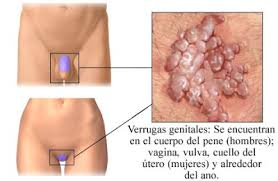 Verrugas genitales: Se encuentran
en el cuerpo del pene (hombres);
vagina, vulva, cuello del
útero (mujeres) y alrededor
del ano.